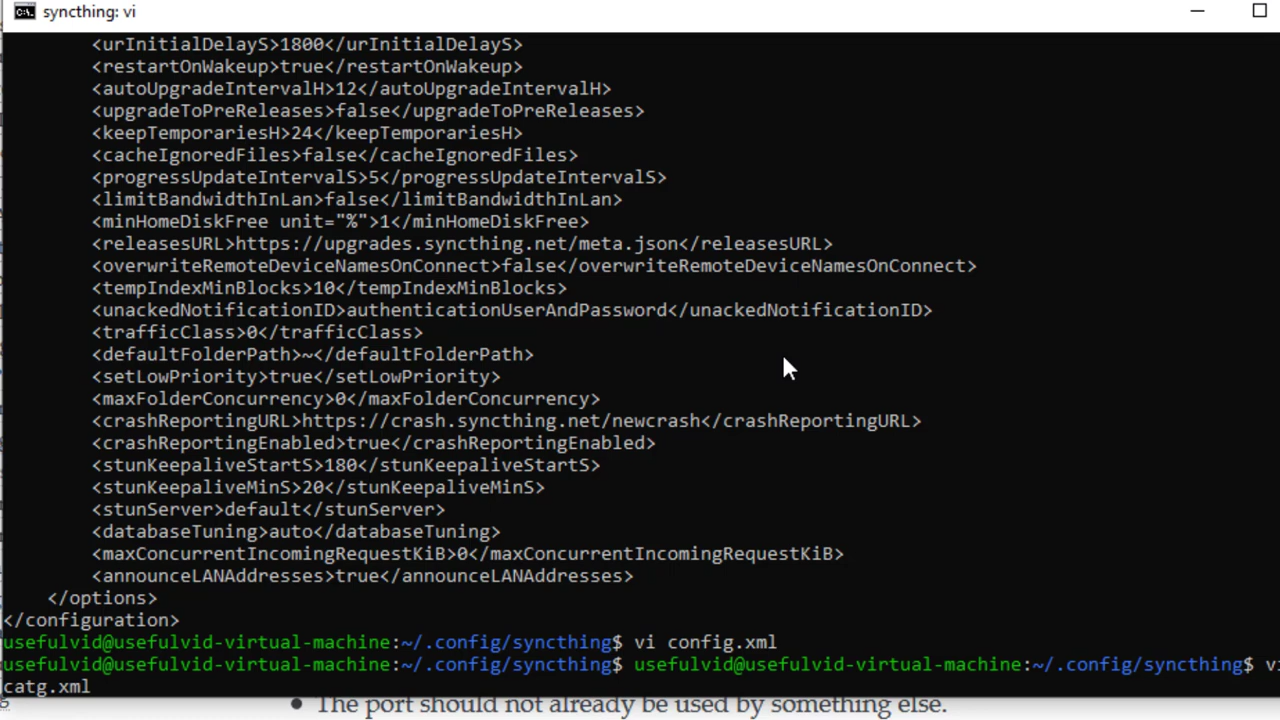 syncthing: vi
<urInitialDelayS>1800</urInitialDelayS>
<restartOnWakeup>true</restartOnWakeup>
<autoUpgradeIntervalH>12</autoUpgradeIntervalH>
<upgradeToPreReleases>false</upgradeToPreReleases>
<keepTemporariesH>24</keepTemporariesH>
<cacheIgnoredFiles>false</cacheIgnoredFiles>
<progressUpdateIntervalS>5</progressUpdateIntervalS>
<limitBandwidthInLan>false</limitBandwidthInLan>
<minHomeDiskFree unit="%">1</minHomeDiskFree>
<releasesURL>https://upgrades.syncthing.net/meta.json</releasesURL>
<overwriteRemoteDeviceNamesOnConnect>false</overwriteRemoteDeviceNamesOnConnect>
<tempIndexMinBlocks>10</tempIndexMinBlocks>
<unackedNotificationID>authenticationUserAndPassword</unackedNotificationID>
<trafficClass>0</trafficClass>
<defaultFolderPath>~</defaultFolderPath>
<setLowPriority>true</setLowPriority>
<maxFolderConcurrency>0</maxFolderConcurrency>
<crashReportingURL>https://crash.syncthing.net/newcrash</crashReportingURL>
<crashReportingEnabled>true</crashReportingEnabled>
<stunKeepaliveStartS>180</stunKeepaliveStartS>
<stunKeepaliveMinS>20</stunKeepaliveMinS>
<stunServer>default</stunServer>
<databaseTuning>auto</databaseTuning>
<maxConcurrentIncomingRequestKiB>0</maxConcurrentIncomingRequestKiB>
<announceLANAddresses>true</announceLANAddresses>
</options>
</configuration>
usefulvid@usefulvid-virtual-machine:~/.config/syncthing$ vi config.xml
usefulvid@usefulvid-virtual-machine:~/.config/syncthing$ usefulvid@usefulvid-virtual-machine:~/.config/syncthing$ vi
catg.xml
• The port should not already be used by something else.